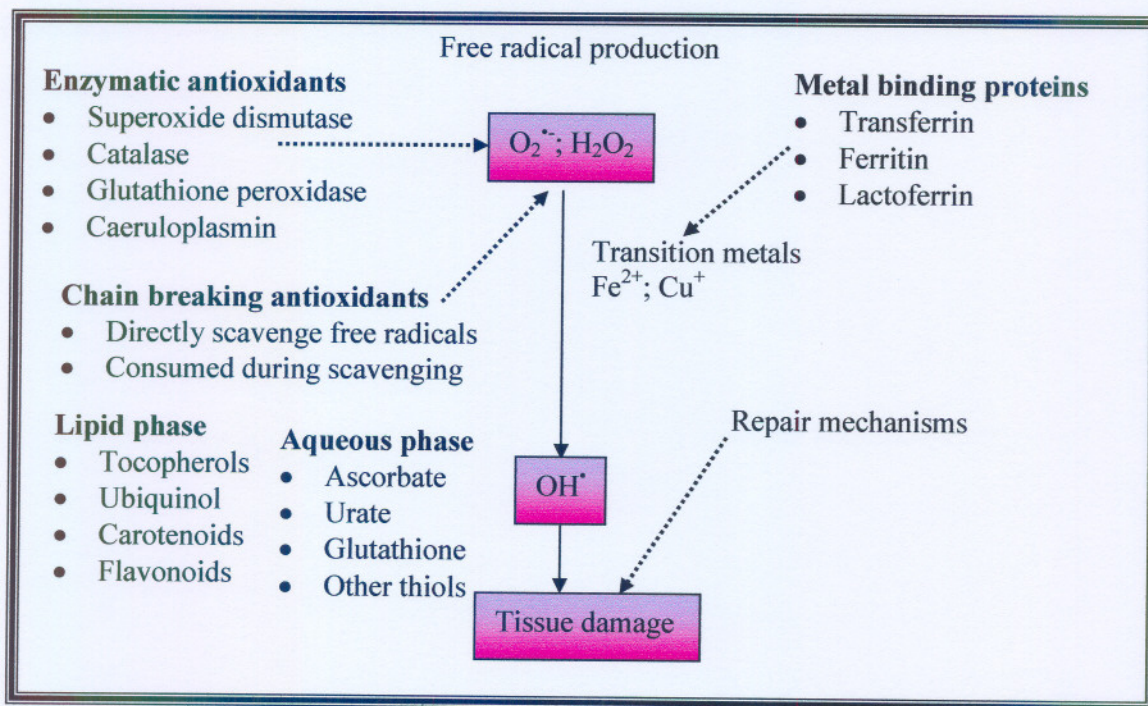 Free radical production
Enzymatic antioxidants
• Superoxide dismutase
• Catalase
• Glutathione peroxidase
• Caeruloplasmin
O₂•⁻; H₂O₂
Metal binding proteins
• Transferrin
• Ferritin
• Lactoferrin
Transition metals
Fe²⁺; Cu⁺
Chain breaking antioxidants
• Directly scavenge free radicals
• Consumed during scavenging
Lipid phase
• Tocopherols
• Ubiquinol
• Carotenoids
• Flavonoids
Aqueous phase
• Ascorbate
• Urate
• Glutathione
• Other thiols
OH•
Repair mechanisms
Tissue damage